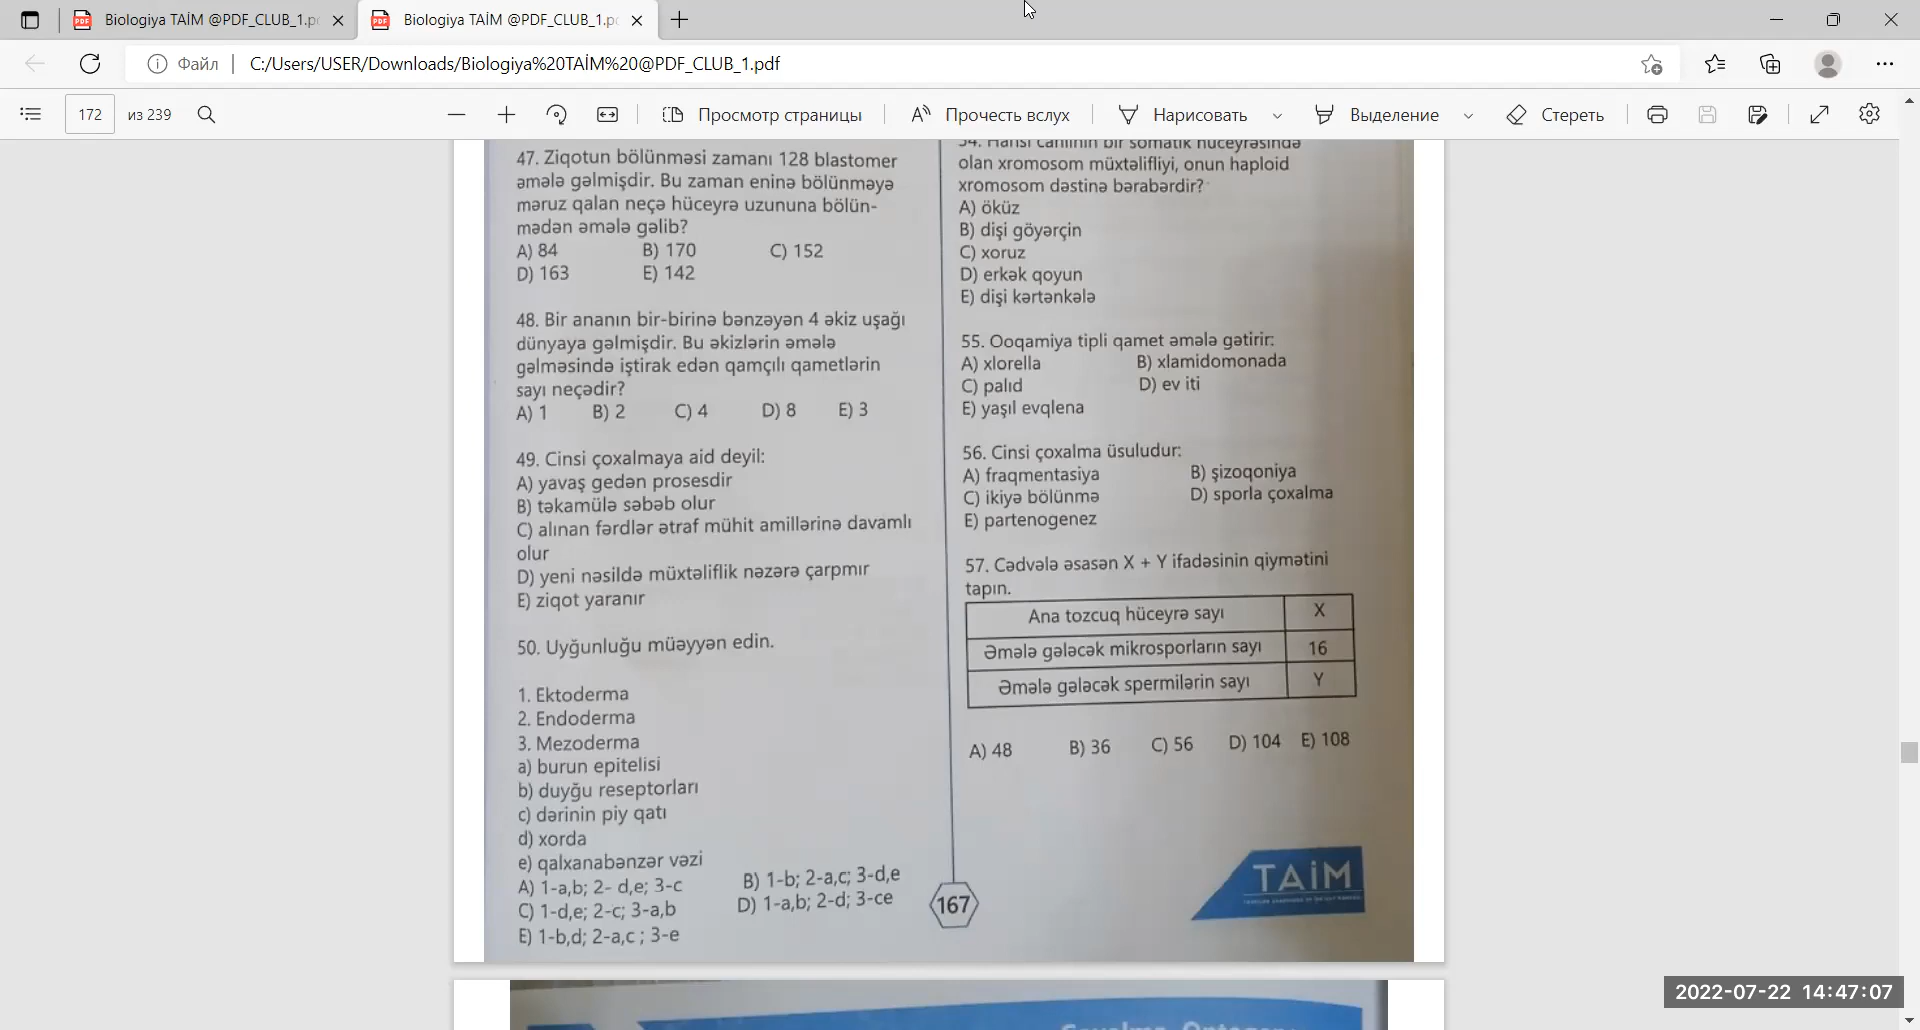 Biologiya TAİM @PDF_CLUB_1.p
Biologiya TAİM @PDF_CLUB_1.p
Файл
C:/Users/USER/Downloads/Biologiya%20TAİM%20@PDF_CLUB_1.pdf
172
из 239
Просмотр страницы
Прочесть вслух
Нарисовать
Выделение
Стереть
47. Ziqotun bölünməsi zamanı 128 blastomer
əmələ gəlmişdir. Bu zaman eninə bölünməyə
məruz qalan neçə hüceyrə uzununa bölün-
mədən əmələ gəlib?
A) 84 B) 170 C) 152
D) 163 E) 142
48. Bir ananın bir-birinə bənzəyən 4 əkiz uşağı
dünyaya gəlmişdir. Bu əkizlərin əmələ
gəlməsində iştirak edən qamçılı qametlərin
sayı neçədir?
A) 1 B) 2 C) 4 D) 8 E) 3
49. Cinsi çoxalmaya aid deyil:
A) yavaş gedən prosesdir
B) təkamülə səbəb olur
C) alınan fərdlər ətraf mühit amillərinə davamlı
olur
D) yeni nəsildə müxtəliflik nəzərə çarpmır
E) ziqot yaranır
50. Uyğunluğu müəyyən edin.
1. Ektoderma
2. Endoderma
3. Mezoderma
a) burun epitelisi
b) duyğu reseptorları
c) dərinin piy qatı
d) xorda
e) qalxanabənzər vəzi
A) 1-a,b; 2- d,e; 3-c B) 1-b; 2-a,c; 3-d,e
C) 1-d,e; 2-c; 3-a,b D) 1-a,b; 2-d; 3-ce
E) 1-b,d; 2-a,c ; 3-e
54. Hansı canlının bir somatik hüceyrəsində
olan xromosom müxtəlifliyi, onun haploid
xromosom dəstinə bərabərdir?
A) öküz
B) dişi göyərçin
C) xoruz
D) erkək qoyun
E) dişi kərtənkələ
55. Ooqamiya tipli qamet əmələ gətirir:
A) xlorella B) xlamidomonada
C) palıd D) ev iti
E) yaşıl evqlena
56. Cinsi çoxalma üsuludur:
A) fraqmentasiya B) şizoqoniya
C) ikiyə bölünmə D) sporla çoxalma
E) partenogenez
57. Cədvələ əsasən X + Y ifadəsinin qiymətini
tapın.
Ana tozcuq hüceyrə sayı X
Əmələ gələcək mikrosporların sayı 16
Əmələ gələcək spermilərin sayı Y
A) 48 B) 36 C) 56 D) 104 E) 108
167
TAİM
2022-07-22 14:47:07